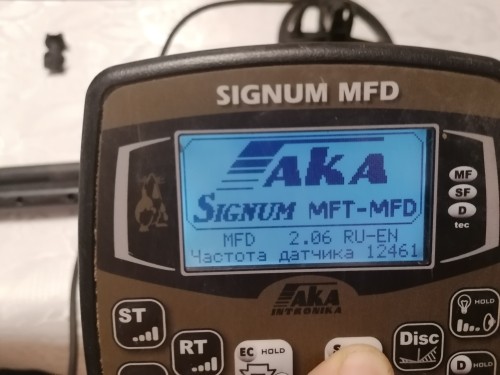 SIGNUM MFD
AKA
SIGNUM MFT-MFD
MFD 2.06 RU-EN
Частота датчика 12461
MF
SF
D
tec
AKA
INTRONIKA
ST
RT
EC HOLD
S
Disc
HOLD
D HOLD